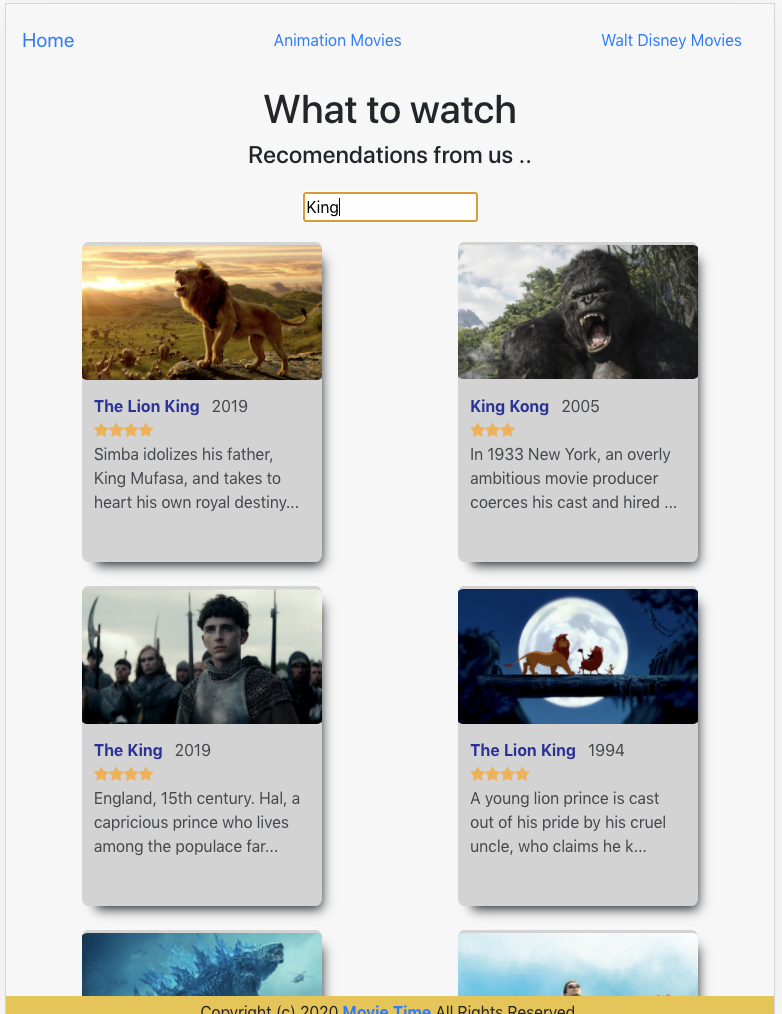 Home Animation Movies Walt Disney Movies
What to watch
Recomendations from us ..
King
The Lion King 2019
Simba idolizes his father,
King Mufasa, and takes to
heart his own royal destiny...
King Kong 2005
In 1933 New York, an overly
ambitious movie producer
coerces his cast and hired ...
The King 2019
England, 15th century. Hal, a
capricious prince who lives
among the populace far...
The Lion King 1994
A young lion prince is cast
out of his pride by his cruel
uncle, who claims he k...
Copyright (c) 2020 Movie Time All Rights Reserved